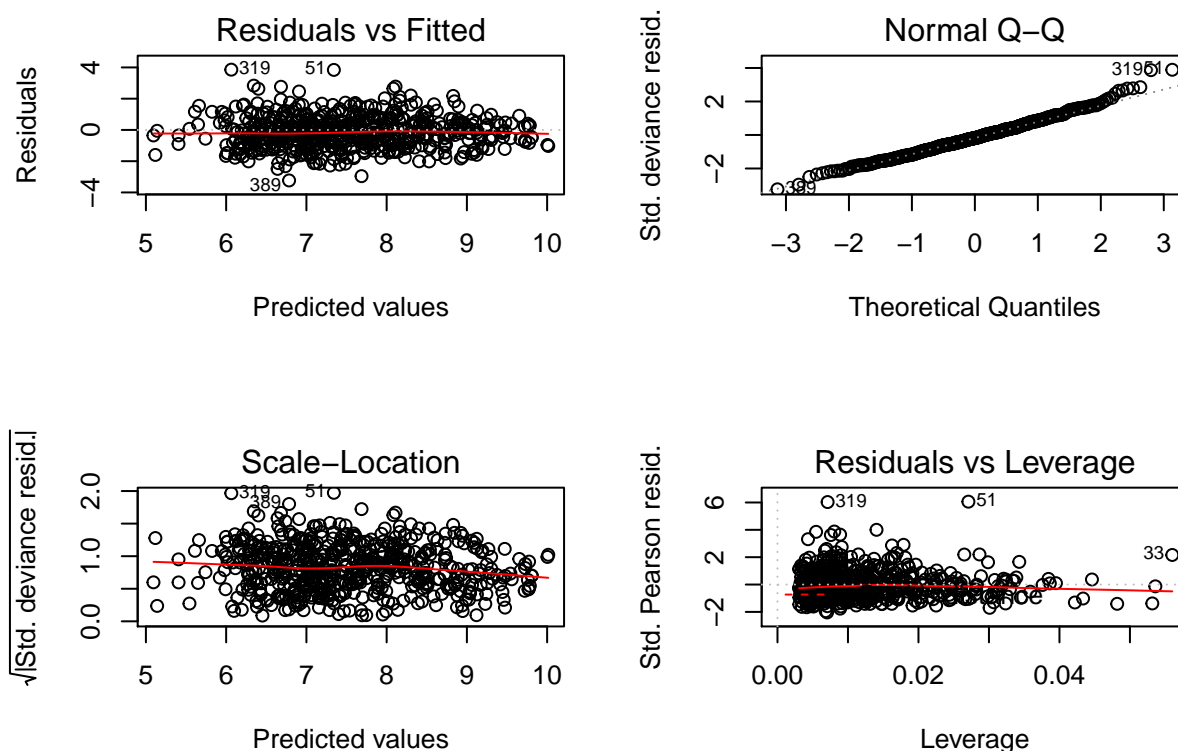 Residuals vs Fitted
Residuals
4
0
−4
319
51
389
5 6 7 8 9 10
Predicted values
Normal Q−Q
Std. deviance resid.
2
−2
319
51
389
−3 −2 −1 0 1 2 3
Theoretical Quantiles
Scale−Location
√|Std. deviance resid.|
2.0
1.0
0.0
319
51
389
5 6 7 8 9 10
Predicted values
Residuals vs Leverage
Std. Pearson resid.
6
2
−2
319
51
33
0.00 0.02 0.04
Leverage